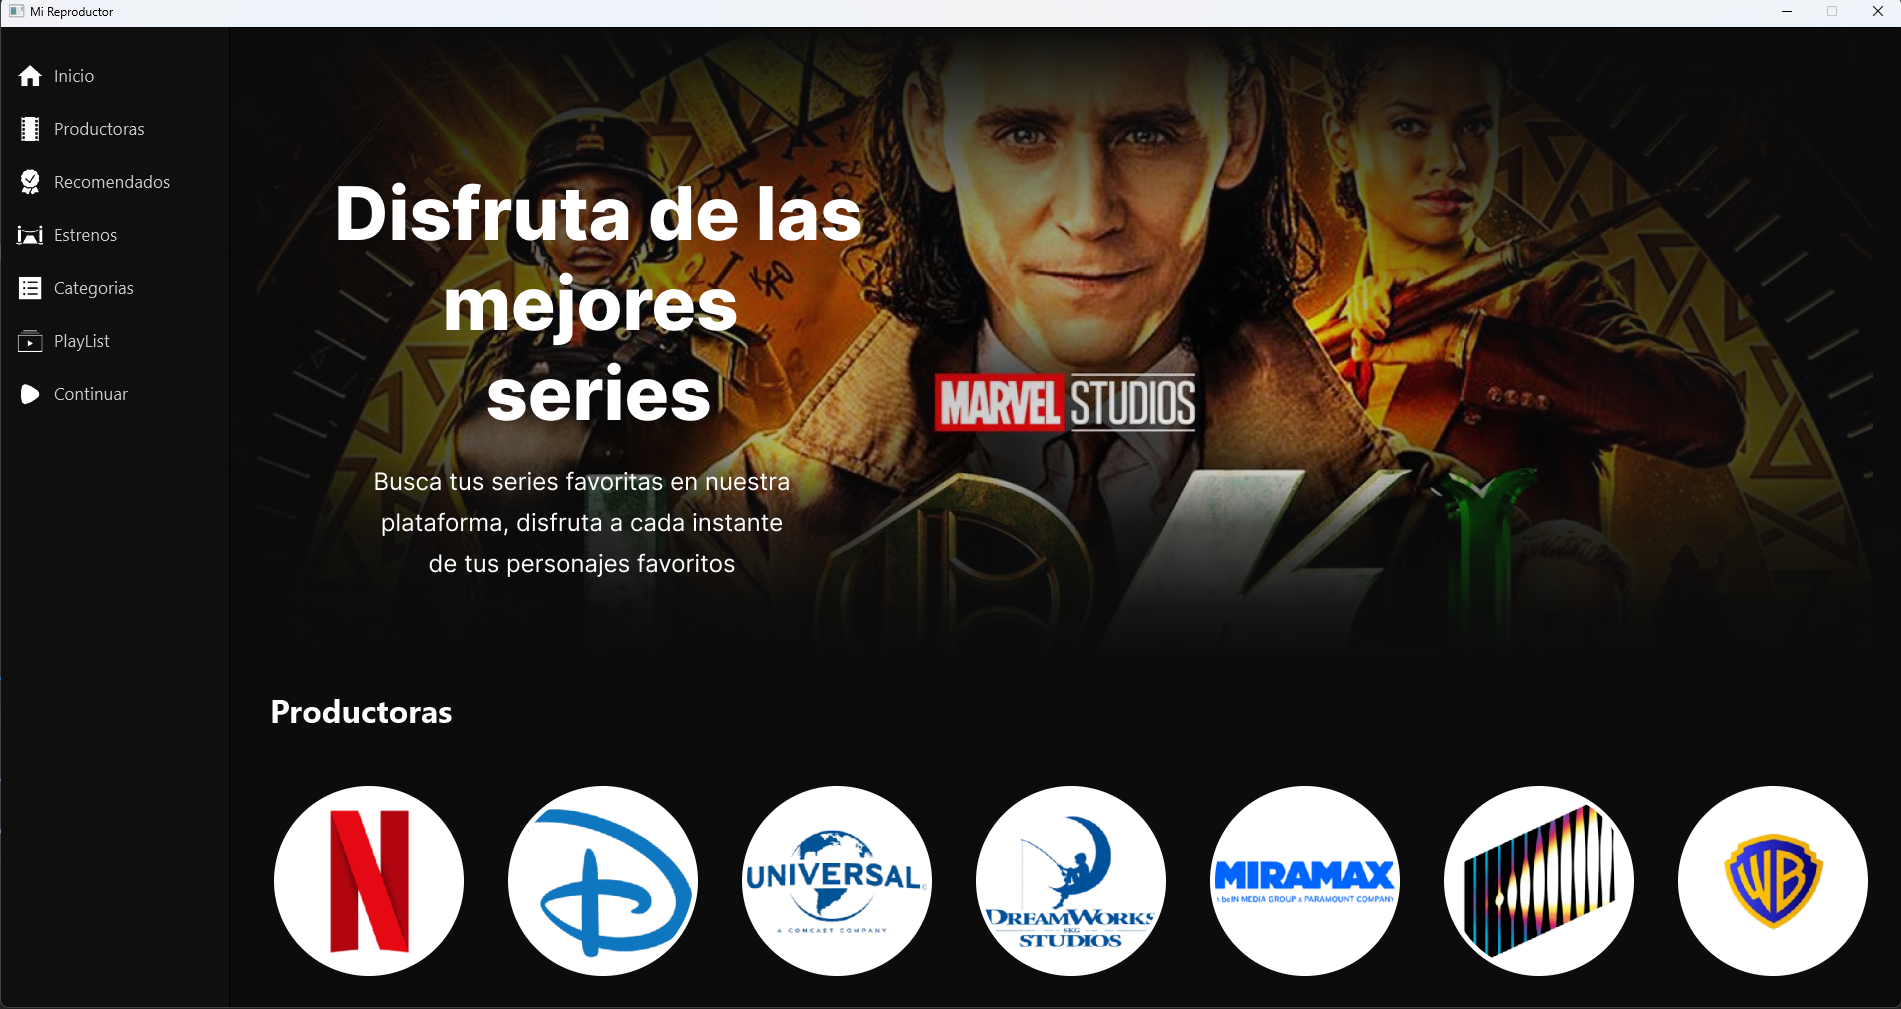 Mi Reproductor
Inicio
Productoras
Recomendados
Estrenos
Categorias
PlayList
Continuar
Disfruta de las
mejores
series
MARVEL STUDIOS
LOKI
Busca tus series favoritas en nuestra
plataforma, disfruta a cada instante
de tus personajes favoritos
Productoras
N
D
UNIVERSAL
A COMCAST COMPANY
DREAMWORKS
SKG
STUDIOS
MIRAMAX
beIN MEDIA GROUP & PARAMOUNT COMPANY
WB